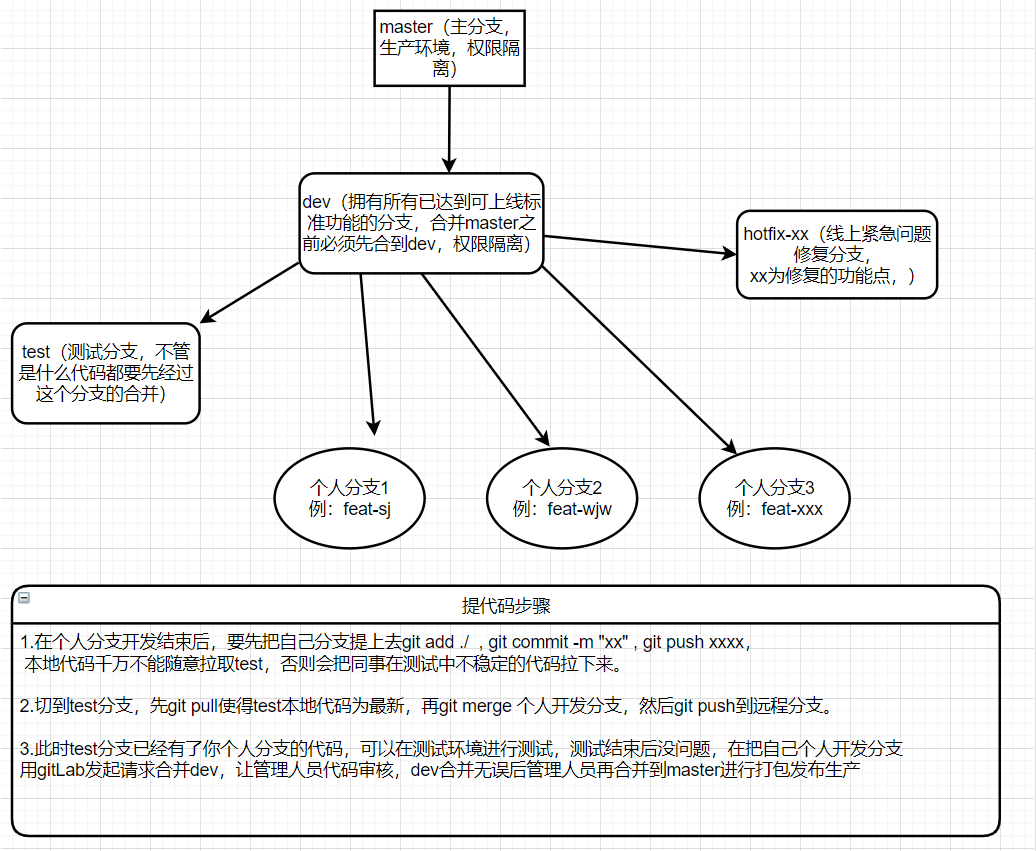 master（主分支，
生产环境，权限隔
离）
dev（拥有所有已达到可上线标
准功能的分支，合并master之
前必须先合到dev，权限隔离）
hotfix-xx（线上紧急问题
修复分支，
xx为修复的功能点，）
test（测试分支，不管
是什么代码都要先经过
这个分支的合并）
个人分支1
例：feat-sj
个人分支2
例：feat-wjw
个人分支3
例：feat-xxx
提代码步骤
1.在个人分支开发结束后，要先把自己分支提上去git add ./ , git commit -m "xx" , git push xxxx，
本地代码千万不能随意拉取test，否则会把同事在测试中不稳定的代码拉下来。
2.切到test分支，先git pull使得test本地代码为最新，再git merge 个人开发分支，然后git push到远程分支。
3.此时test分支已经有了你个人分支的代码，可以在测试环境进行测试，测试结束后没问题，在把自己个人开发分支
用gitLab发起请求合并dev，让管理人员代码审核，dev合并无误后管理人员再合并到master进行打包发布生产